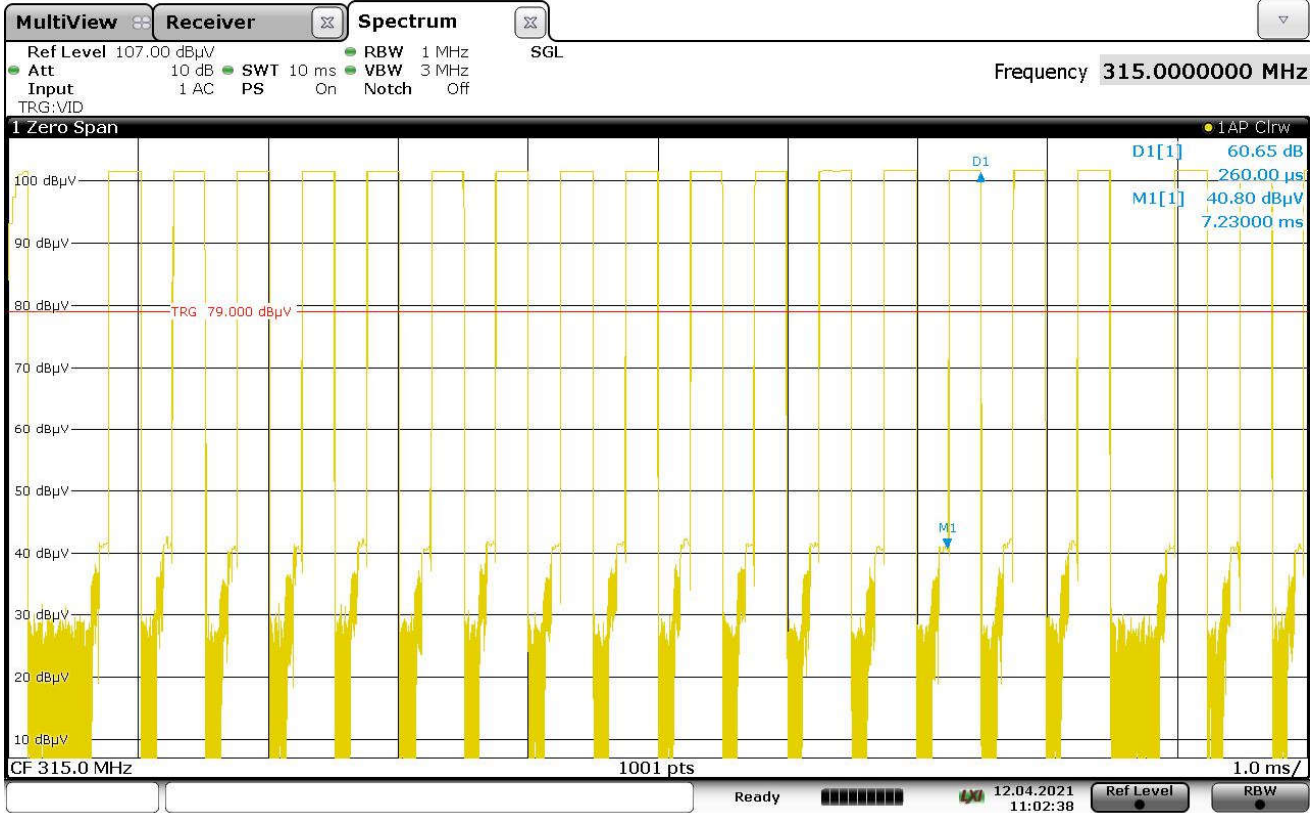 MultiView Receiver Spectrum
Ref Level 107.00 dBµV RBW 1 MHz SGL
Att 10 dB SWT 10 ms VBW 3 MHz Frequency 315.0000000 MHz
Input 1 AC PS On Notch Off
TRG:VID
1 Zero Span 1AP Clrw
D1[1] 60.65 dB
260.00 µs
M1[1] 40.80 dBµV
7.23000 ms
D1
100 dBµV
90 dBµV
80 dBµV
TRG 79.000 dBµV
70 dBµV
60 dBµV
50 dBµV
M1
40 dBµV
30 dBµV
20 dBµV
10 dBµV
CF 315.0 MHz 1001 pts 1.0 ms/
Ready LXI 12.04.2021 Ref Level RBW
11:02:38